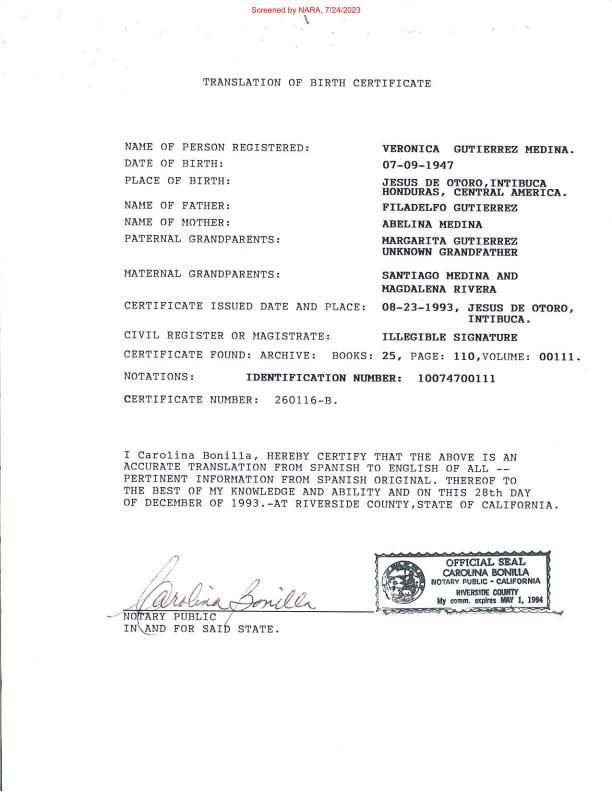 Screened by NARA, 7/24/2023
TRANSLATION OF BIRTH CERTIFICATE
NAME OF PERSON REGISTERED: VERONICA GUTIERREZ MEDINA.
DATE OF BIRTH: 07-09-1947
PLACE OF BIRTH: JESUS DE OTORO,INTIBUCA
HONDURAS, CENTRAL AMERICA.
NAME OF FATHER: FILADELFO GUTIERREZ
NAME OF MOTHER: ABELINA MEDINA
PATERNAL GRANDPARENTS: MARGARITA GUTIERREZ
UNKNOWN GRANDFATHER
MATERNAL GRANDPARENTS: SANTIAGO MEDINA AND
MAGDALENA RIVERA
CERTIFICATE ISSUED DATE AND PLACE: 08-23-1993, JESUS DE OTORO,
INTIBUCA.
CIVIL REGISTER OR MAGISTRATE: ILLEGIBLE SIGNATURE
CERTIFICATE FOUND: ARCHIVE: BOOKS: 25, PAGE: 110,VOLUME: 00111.
NOTATIONS: IDENTIFICATION NUMBER: 10074700111
CERTIFICATE NUMBER: 260116-B.
I Carolina Bonilla, HEREBY CERTIFY THAT THE ABOVE IS AN
ACCURATE TRANSLATION FROM SPANISH TO ENGLISH OF ALL --
PERTINENT INFORMATION FROM SPANISH ORIGINAL. THEREOF TO
THE BEST OF MY KNOWLEDGE AND ABILITY AND ON THIS 28th DAY
OF DECEMBER OF 1993.-AT RIVERSIDE COUNTY,STATE OF CALIFORNIA.
Carolina Bonilla
NOTARY PUBLIC
IN AND FOR SAID STATE.
OFFICIAL SEAL
CAROLINA BONILLA
NOTARY PUBLIC - CALIFORNIA
RIVERSIDE COUNTY
My comm. expires MAY 1, 1994